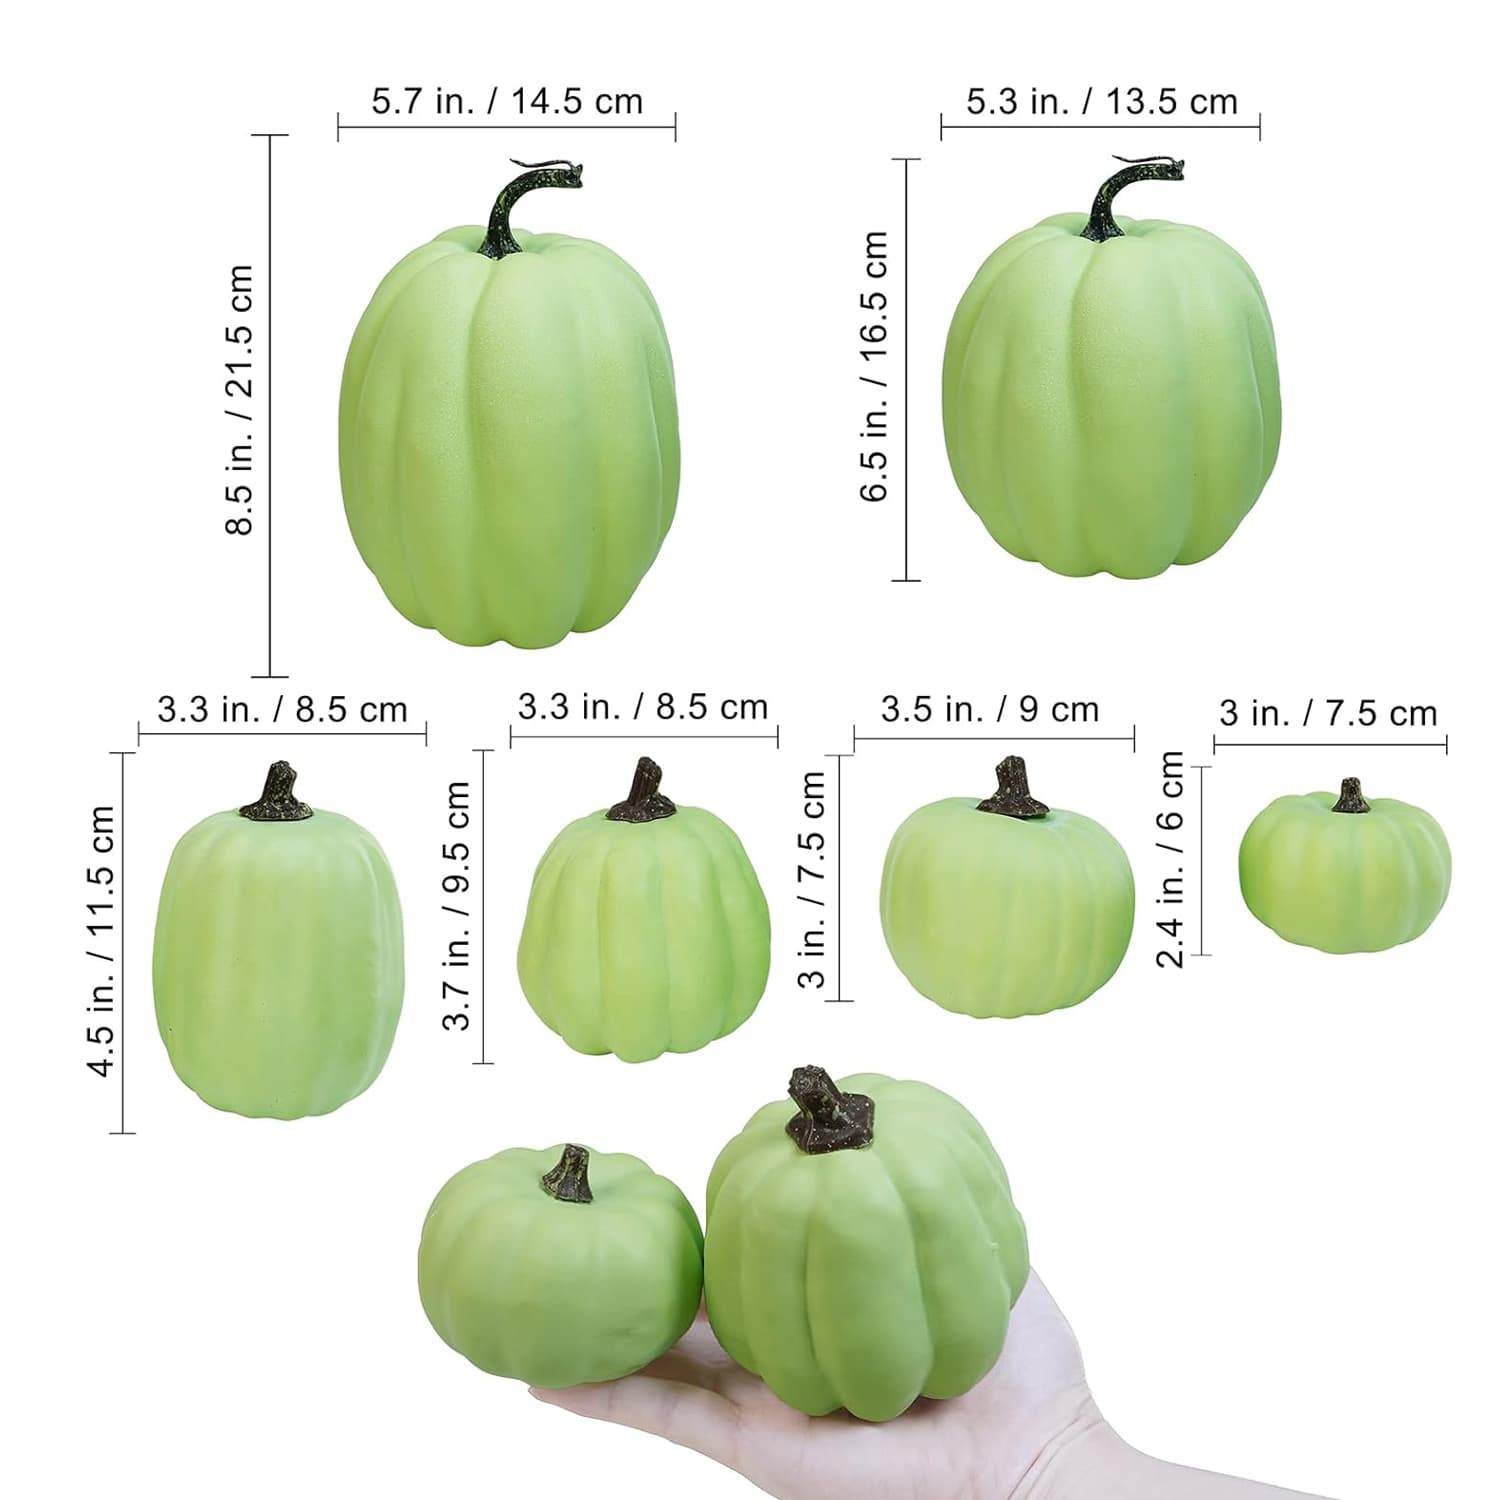 5.7 in. / 14.5 cm
5.3 in. / 13.5 cm
8.5 in. / 21.5 cm
6.5 in. / 16.5 cm
3.3 in. / 8.5 cm
3.3 in. / 8.5 cm
3.5 in. / 9 cm
3 in. / 7.5 cm
4.5 in. / 11.5 cm
3.7 in. / 9.5 cm
3 in. / 7.5 cm
2.4 in. / 6 cm